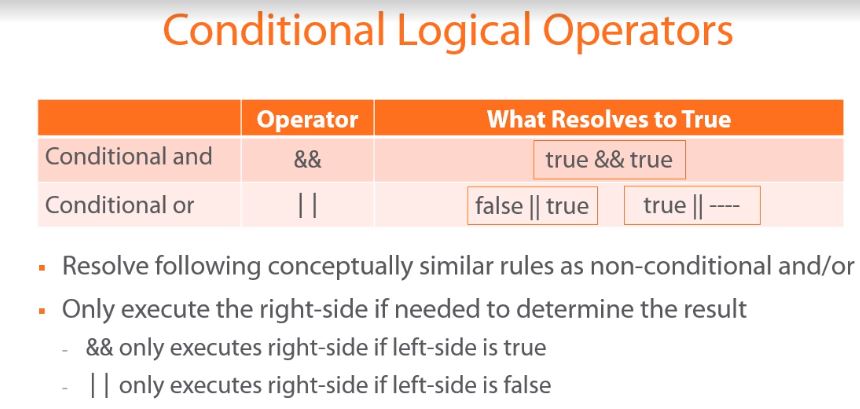 Conditional Logical Operators
Operator What Resolves to True
Conditional and && true && true
Conditional or || false || true true || ----
▪ Resolve following conceptually similar rules as non-conditional and/or
▪ Only execute the right-side if needed to determine the result
- && only executes right-side if left-side is true
- || only executes right-side if left-side is false